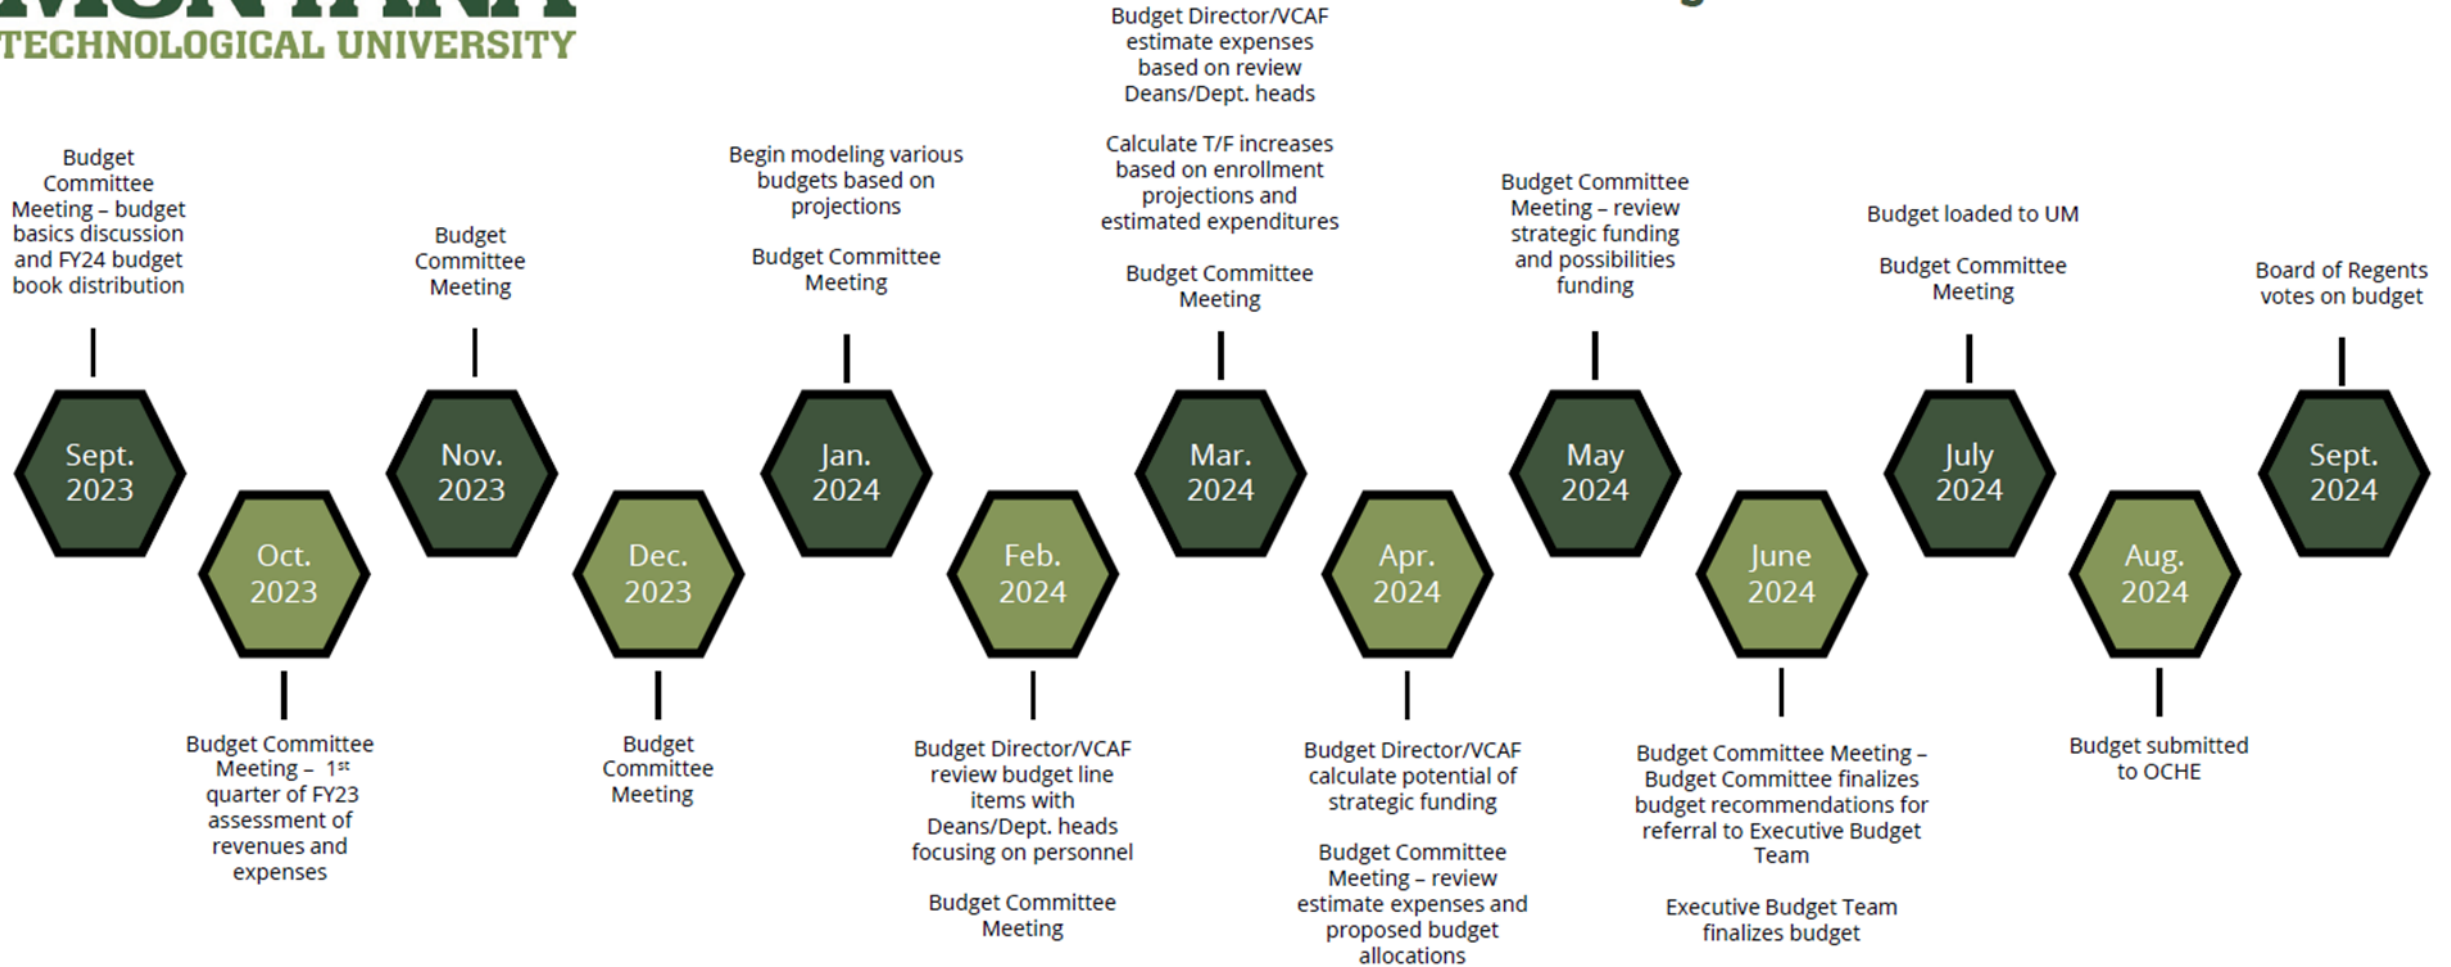 TECHNOLOGICAL UNIVERSITY
Budget
Committee
Meeting – budget
basics discussion
and FY24 budget
book distribution
Budget
Committee
Meeting
Begin modeling various
budgets based on
projections
Budget Committee
Meeting
Budget Director/VCAF
estimate expenses
based on review
Deans/Dept. heads
Calculate T/F increases
based on enrollment
projections and
estimated expenditures
Budget Committee
Meeting
Budget Committee
Meeting – review
strategic funding
and possibilities
funding
Budget loaded to UM
Budget Committee
Meeting
Board of Regents
votes on budget
Sept.
2023
Oct.
2023
Nov.
2023
Dec.
2023
Jan.
2024
Feb.
2024
Mar.
2024
Apr.
2024
May
2024
June
2024
July
2024
Aug.
2024
Sept.
2024
Budget Committee
Meeting – 1st
quarter of FY23
assessment of
revenues and
expenses
Budget
Committee
Meeting
Budget Director/VCAF
review budget line
items with
Deans/Dept. heads
focusing on personnel
Budget Committee
Meeting
Budget Director/VCAF
calculate potential of
strategic funding
Budget Committee
Meeting – review
estimate expenses and
proposed budget
allocations
Budget Committee Meeting –
Budget Committee finalizes
budget recommendations for
referral to Executive Budget
Team
Executive Budget Team
finalizes budget
Budget submitted
to OCHE